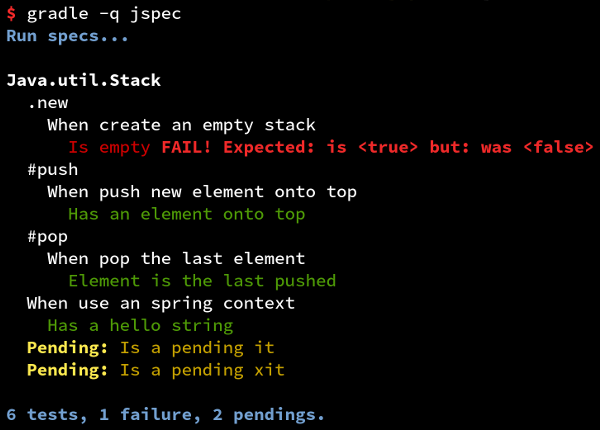 $ gradle -q jspec
Run specs...
Java.util.Stack
.new
When create an empty stack
Is empty FAIL! Expected: is <true> but: was <false>
#push
When push new element onto top
Has an element onto top
#pop
When pop the last element
Element is the last pushed
When use an spring context
Has a hello string
Pending: Is a pending it
Pending: Is a pending xit
6 tests, 1 failure, 2 pendings.